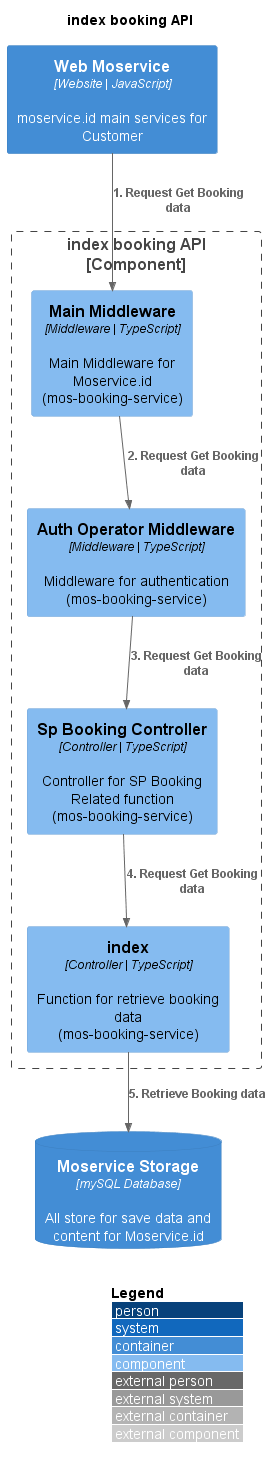 index booking API
Web Moservice
[Website | JavaScript]
moservice.id main services for
Customer
1. Request Get Booking
data
index booking API
[Component]
Main Middleware
[Middleware | TypeScript]
Main Middleware for
Moservice.id
(mos-booking-service)
2. Request Get Booking
data
Auth Operator Middleware
[Middleware | TypeScript]
Middleware for authentication
(mos-booking-service)
3. Request Get Booking
data
Sp Booking Controller
[Controller | TypeScript]
Controller for SP Booking
Related function
(mos-booking-service)
4. Request Get Booking
data
index
[Controller | TypeScript]
Function for retrieve booking
data
(mos-booking-service)
5. Retrieve Booking data
Moservice Storage
[mySQL Database]
All store for save data and
content for Moservice.id
Legend
person
system
container
component
external person
external system
external container
external component